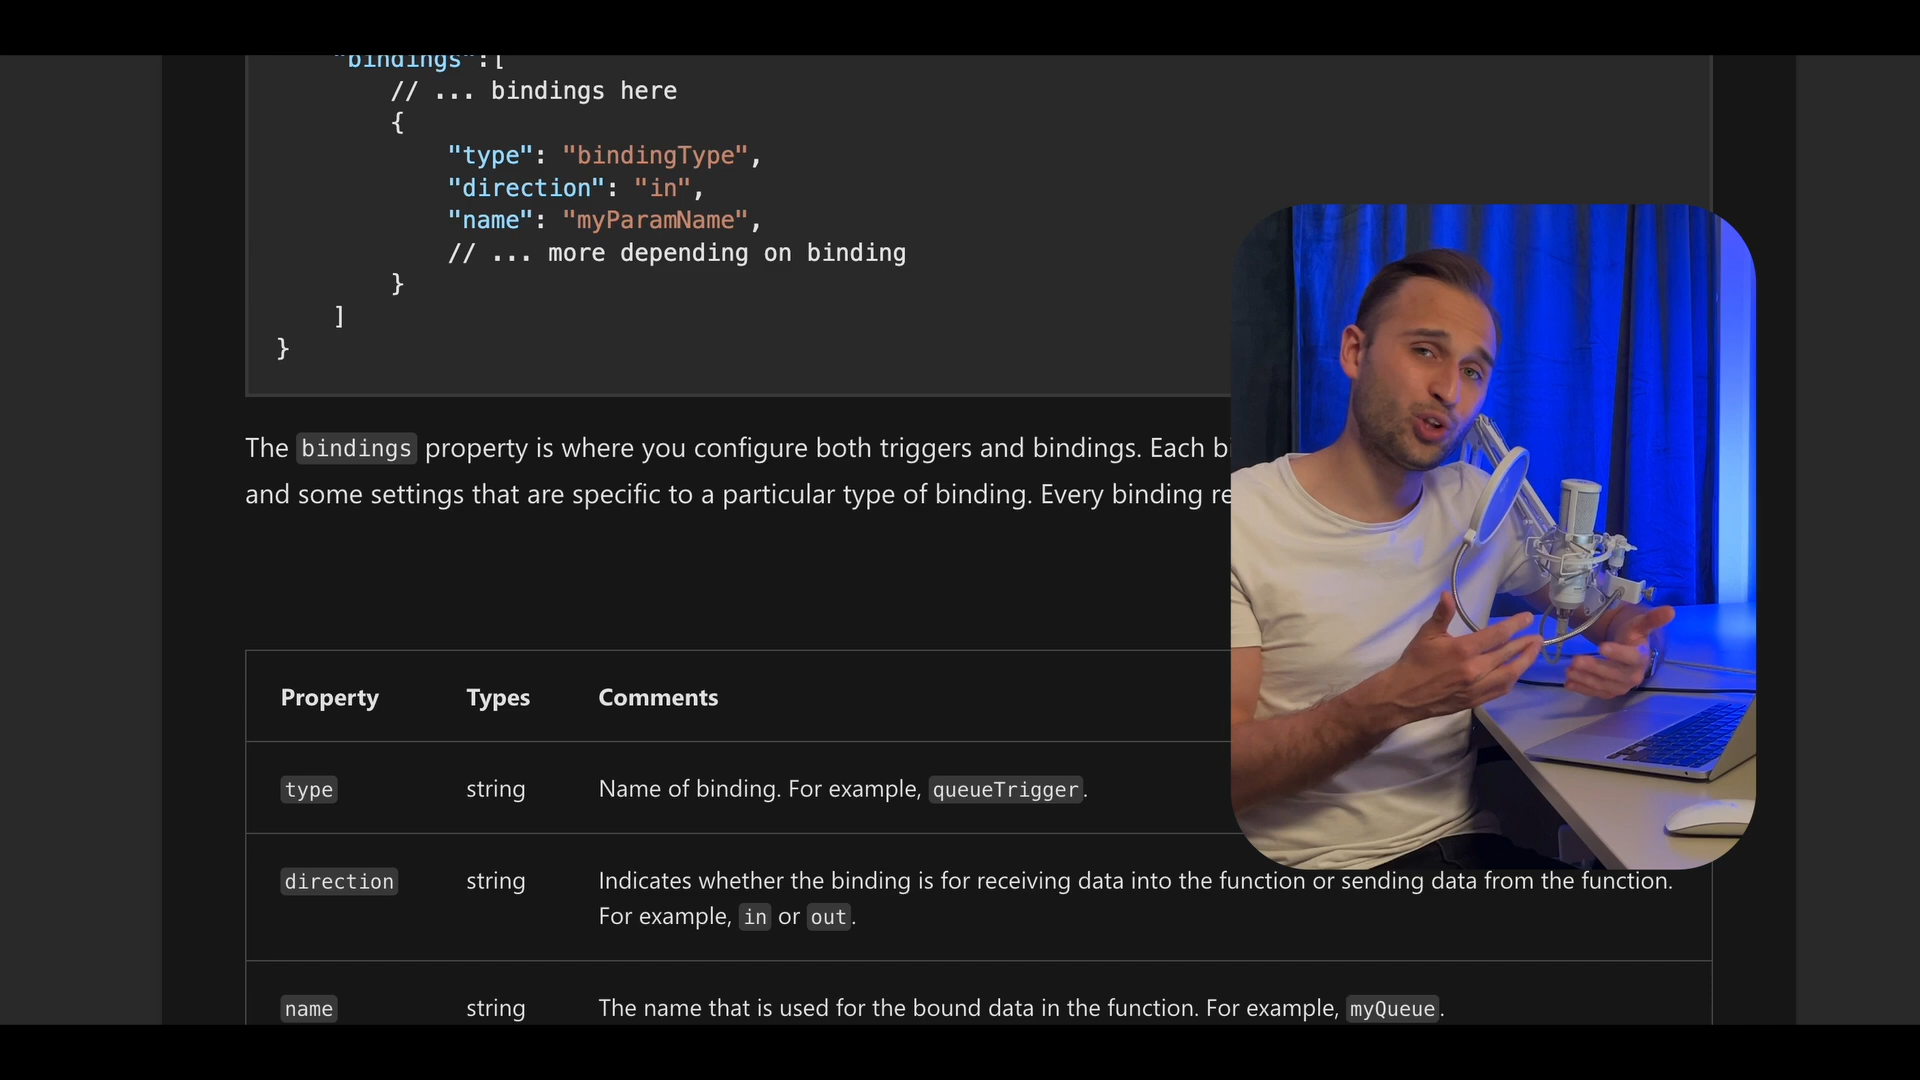 "bindings":[
// ... bindings here
{
"type": "bindingType",
"direction": "in",
"name": "myParamName",
// ... more depending on binding
}
]
}
The bindings property is where you configure both triggers and bindings. Each
and some settings that are specific to a particular type of binding. Every binding
Property Types Comments
type string Name of binding. For example, queueTrigger.
direction string Indicates whether the binding is for receiving data into the function or sending data from the function.
For example, in or out.
name string The name that is used for the bound data in the function. For example, myQueue.